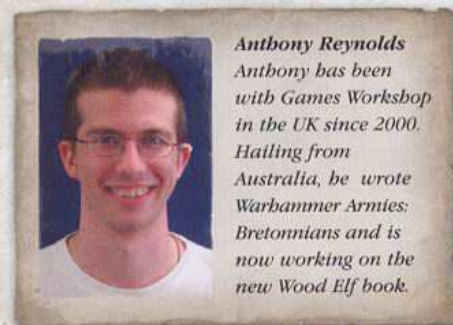 Anthony Reynolds
Anthony has been
with Games Workshop
in the UK since 2000.
Hailing from
Australia, he wrote
Warhammer Armies:
Bretonnians and is
now working on the
new Wood Elf book.